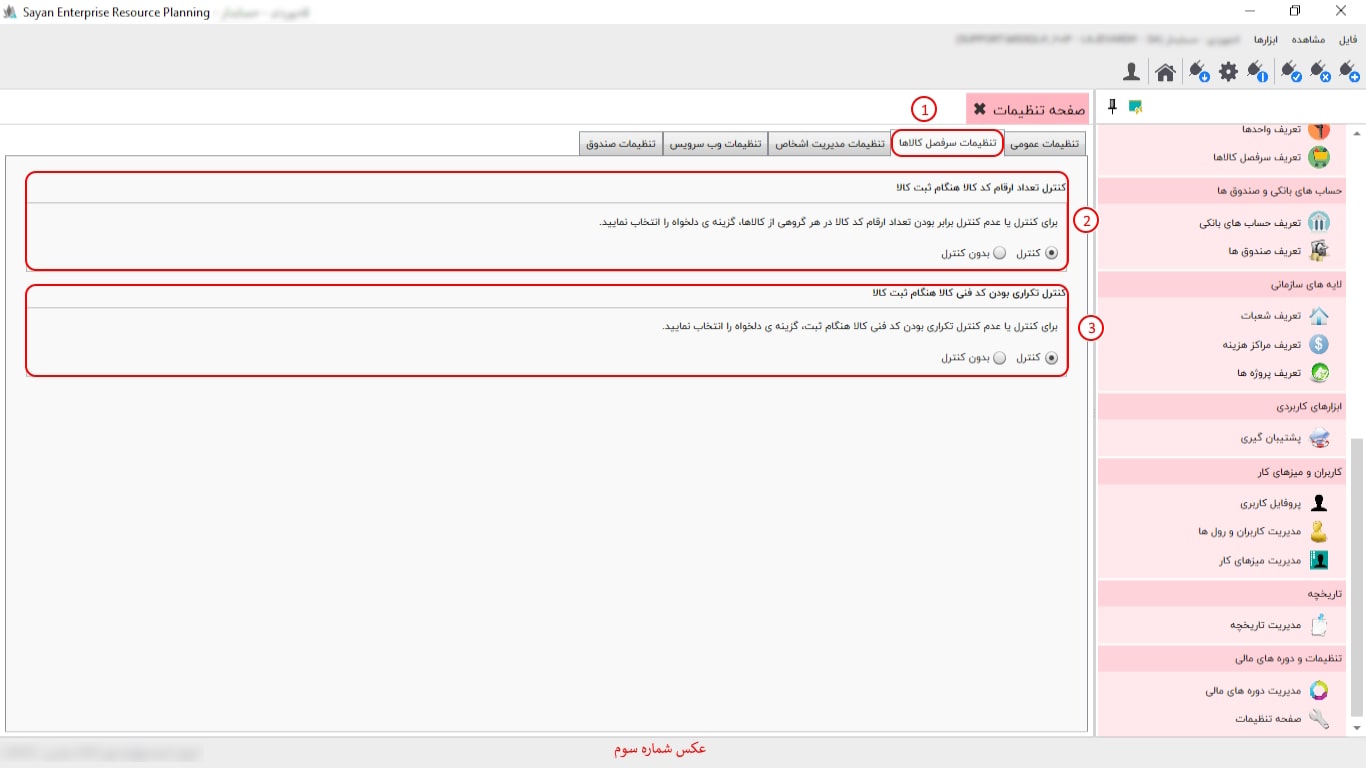 Sayan Enterprise Resource Planning
فایل مشاهده ابزارها
صفحه تنظیمات
1
تنظیمات عمومی
تنظیمات سرفصل کالاها
تنظیمات مدیریت اشخاص
تنظیمات وب سرویس
تنظیمات صندوق
کنترل تعداد ارقام کد کالا هنگام ثبت کالا
برای کنترل یا عدم کنترل برابر بودن تعداد ارقام کد کالا در هر گروهی از کالاها، گزینه ی دلخواه را انتخاب نمایید.
2
کنترل بدون کنترل
کنترل تکراری بودن کد فنی کالا هنگام ثبت کالا
برای کنترل یا عدم کنترل تکراری بودن کد فنی کالا هنگام ثبت، گزینه ی دلخواه را انتخاب نمایید.
3
کنترل بدون کنترل
تعریف واحدها
تعریف سرفصل کالاها
حساب های بانکی و صندوق ها
تعریف حساب های بانکی
تعریف صندوق ها
لایه های سازمانی
تعریف شعبات
تعریف مراکز هزینه
تعریف پروژه ها
ابزارهای کاربردی
پشتیبان گیری
کاربران و میزهای کار
پروفایل کاربری
مدیریت کاربران و رول ها
مدیریت میزهای کار
تاریخچه
مدیریت تاریخچه
تنظیمات و دوره های مالی
مدیریت دوره های مالی
صفحه تنظیمات
عکس شماره سوم